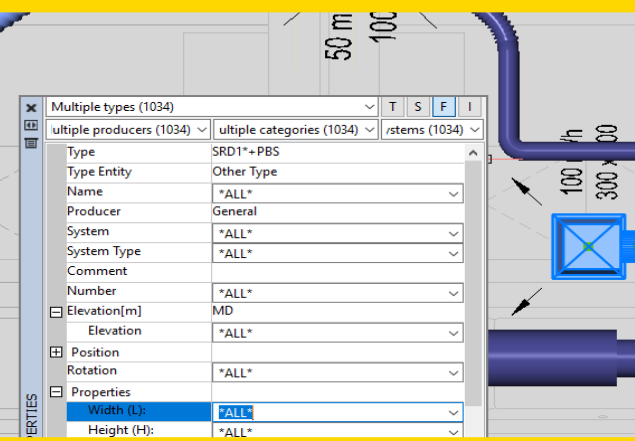 50 m
100
Multiple types (1034)
T S F I
ultiple producers (1034)
ultiple categories (1034)
stems (1034)
Type SRD1*+PBS
Type Entity Other Type
Name *ALL*
Producer General
System *ALL*
System Type *ALL*
Comment
Number *ALL*
Elevation[m] MD
Elevation *ALL*
Position
Rotation *ALL*
Properties
Width (L): *ALL*
Height (H): *ALL*
PERTIES
100
300 x